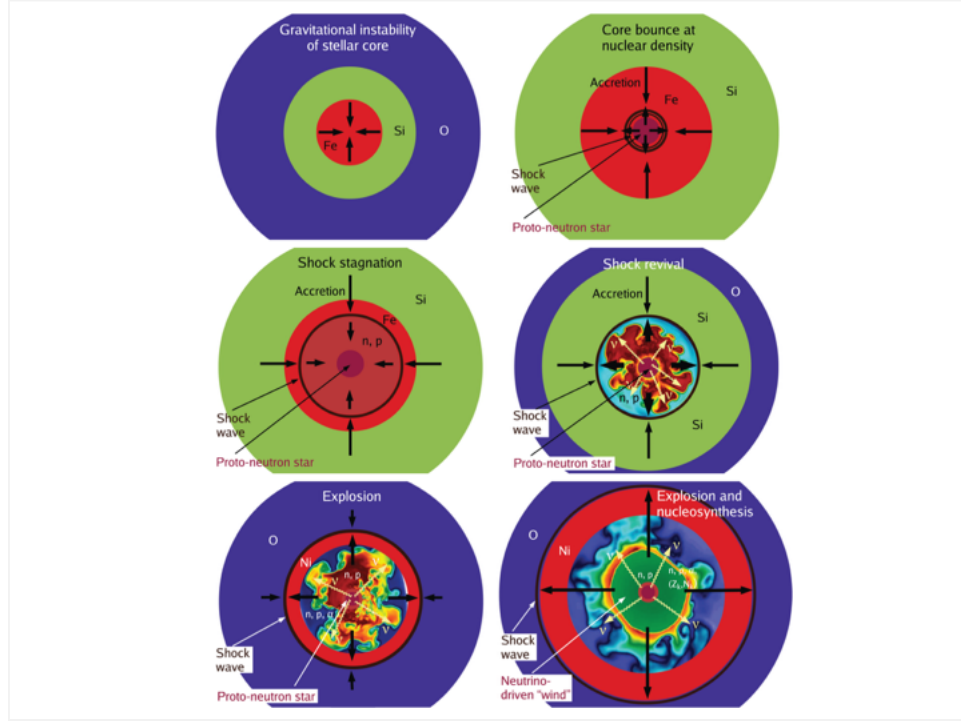 Gravitational instability
of stellar core
Fe
Si
O
Core bounce at
nuclear density
Accretion
Fe
Si
Shock
wave
Proto-neutron star
Shock stagnation
Accretion
Si
Fe
n, p
Shock
wave
Proto-neutron star
Shock revival
O
Accretion
Si
ν
ν
n, p
ν
Shock
wave
Si
Proto-neutron star
Explosion
O
Ni
ν
n, p
ν
n, p, α
ν
Shock
wave
Proto-neutron star
Explosion and
nucleosynthesis
O
Ni
ν
ν
n, p
n, p
ν
ν
Shock
wave
Neutrino-
driven "wind"